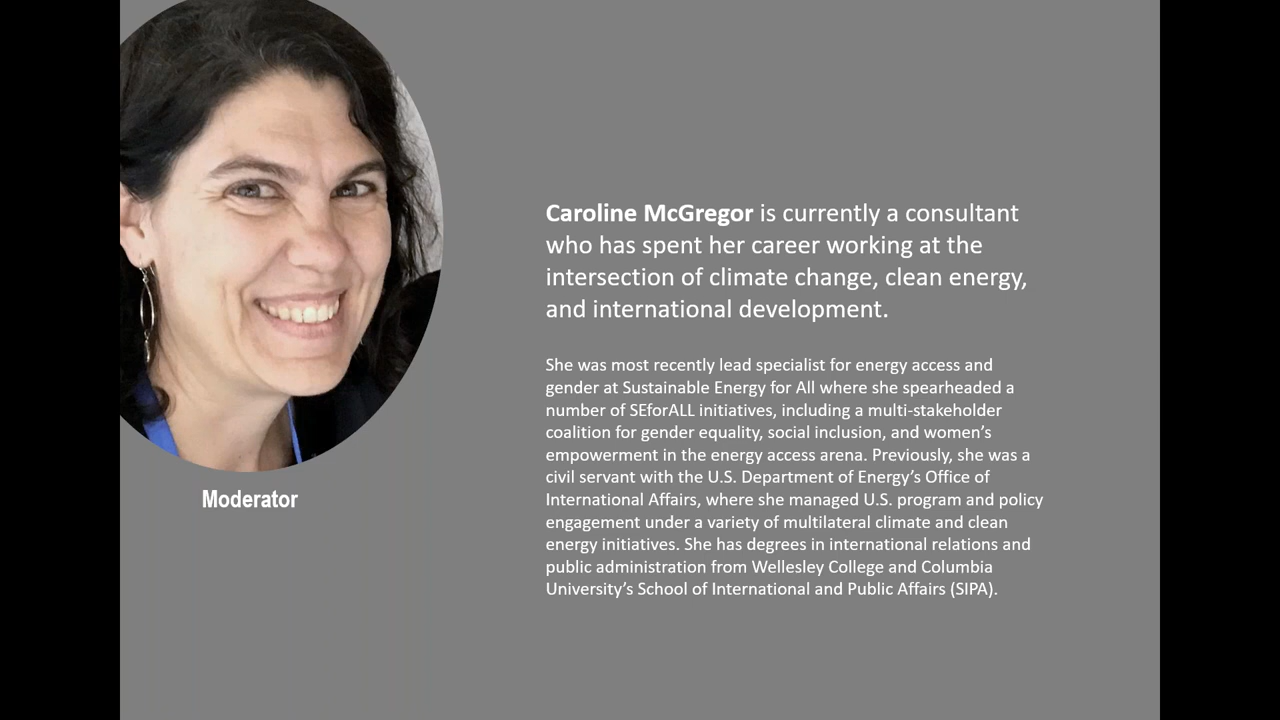 Caroline McGregor is currently a consultant
who has spent her career working at the
intersection of climate change, clean energy,
and international development.
She was most recently lead specialist for energy access and
gender at Sustainable Energy for All where she spearheaded a
number of SEforALL initiatives, including a multi-stakeholder
coalition for gender equality, social inclusion, and women’s
empowerment in the energy access arena. Previously, she was a
civil servant with the U.S. Department of Energy’s Office of
International Affairs, where she managed U.S. program and policy
engagement under a variety of multilateral climate and clean
energy initiatives. She has degrees in international relations and
public administration from Wellesley College and Columbia
University’s School of International and Public Affairs (SIPA).
Moderator